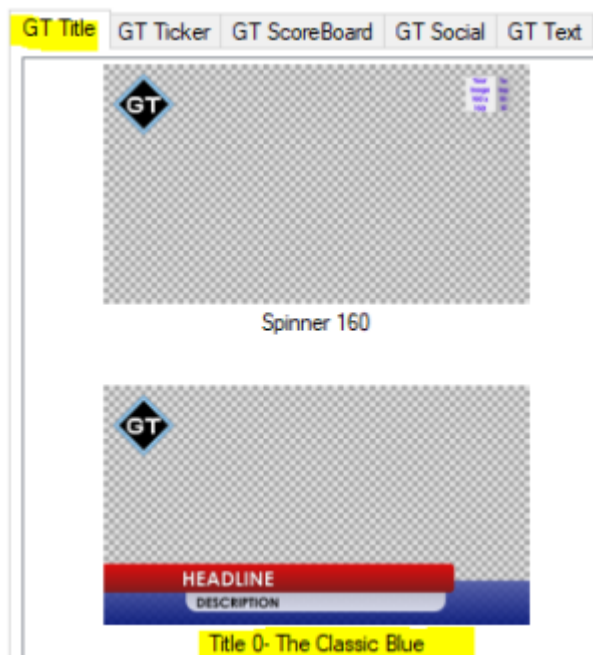 GT Title GT Ticker GT ScoreBoard GT Social GT Text
GT
Spinner 160
GT
HEADLINE
DESCRIPTION
Title 0- The Classic Blue